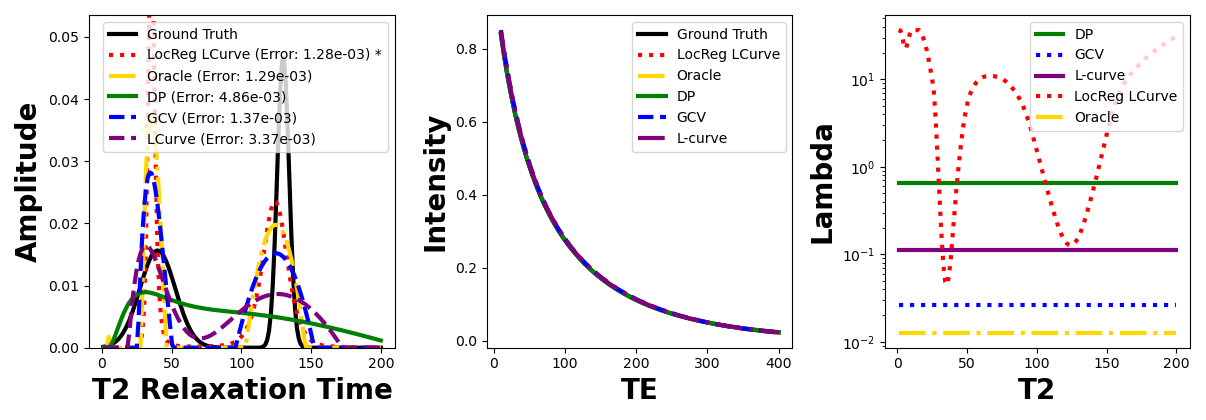 Amplitude
0.05
0.04
0.03
0.02
0.01
0.00
Ground Truth
LocReg LCurve (Error: 1.28e-03) *
Oracle (Error: 1.29e-03)
DP (Error: 4.86e-03)
GCV (Error: 1.37e-03)
LCurve (Error: 3.37e-03)
0 50 100 150 200
T2 Relaxation Time
Intensity
0.8
0.6
0.4
0.2
0.0
Ground Truth
LocReg LCurve
Oracle
DP
GCV
L-curve
0 100 200 300 400
TE
Lambda
10¹
10⁰
10⁻¹
10⁻²
DP
GCV
L-curve
LocReg LCurve
Oracle
0 50 100 150 200
T2